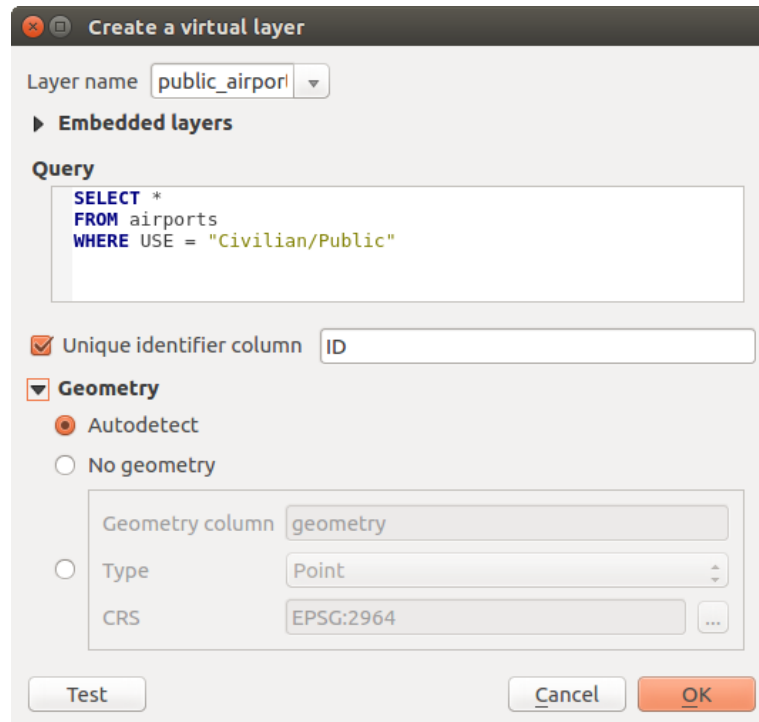 Create a virtual layer
Layer name public_airport
Embedded layers
Query
SELECT *
FROM airports
WHERE USE = "Civilian/Public"
Unique identifier column ID
Geometry
Autodetect
No geometry
Geometry column geometry
Type Point
CRS EPSG:2964 ...
Test Cancel OK